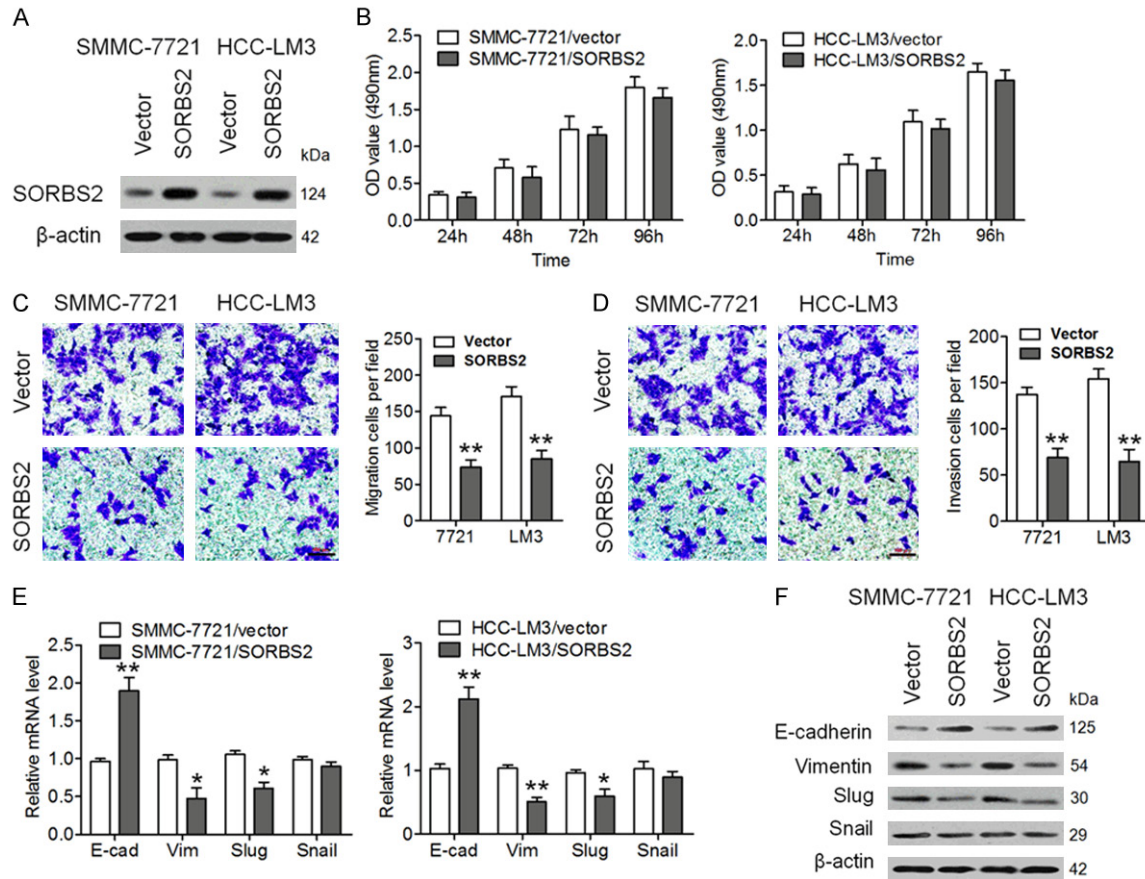 A
SMMC-7721 HCC-LM3
Vector SORBS2 Vector SORBS2
kDa
SORBS2 124
β-actin 42
B
SMMC-7721/vector
SMMC-7721/SORBS2
OD value (490nm)
2.0
1.5
1.0
0.5
0.0
24h 48h 72h 96h
Time
HCC-LM3/vector
HCC-LM3/SORBS2
OD value (490nm)
2.0
1.5
1.0
0.5
0.0
24h 48h 72h 96h
Time
C
SMMC-7721 HCC-LM3
Vector
SORBS2
Migration cells per field
250
200
150
100
50
0
Vector
SORBS2
** **
7721 LM3
D
SMMC-7721 HCC-LM3
Vector
SORBS2
Invasion cells per field
200
150
100
50
0
Vector
SORBS2
** **
7721 LM3
E
SMMC-7721/vector
SMMC-7721/SORBS2
Relative mRNA level
2.5
2.0
1.5
1.0
0.5
0.0
** * *
E-cad Vim Slug Snail
HCC-LM3/vector
HCC-LM3/SORBS2
Relative mRNA level
3
2
1
0
** ** *
E-cad Vim Slug Snail
F
SMMC-7721 HCC-LM3
Vector SORBS2 Vector SORBS2
kDa
E-cadherin 125
Vimentin 54
Slug 30
Snail 29
β-actin 42